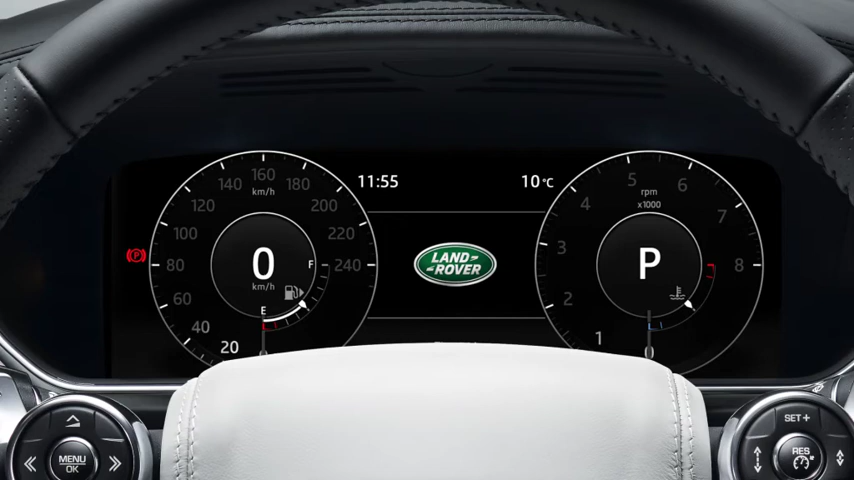 11:55
10°C
160
140
180
km/h
120
200
100
220
80
240
60
40
20
0
0
km/h
F
E
5
rpm
x1000
4
6
3
7
2
8
1
0
P
LAND
ROVER
P
MENU
OK
SET+
RES